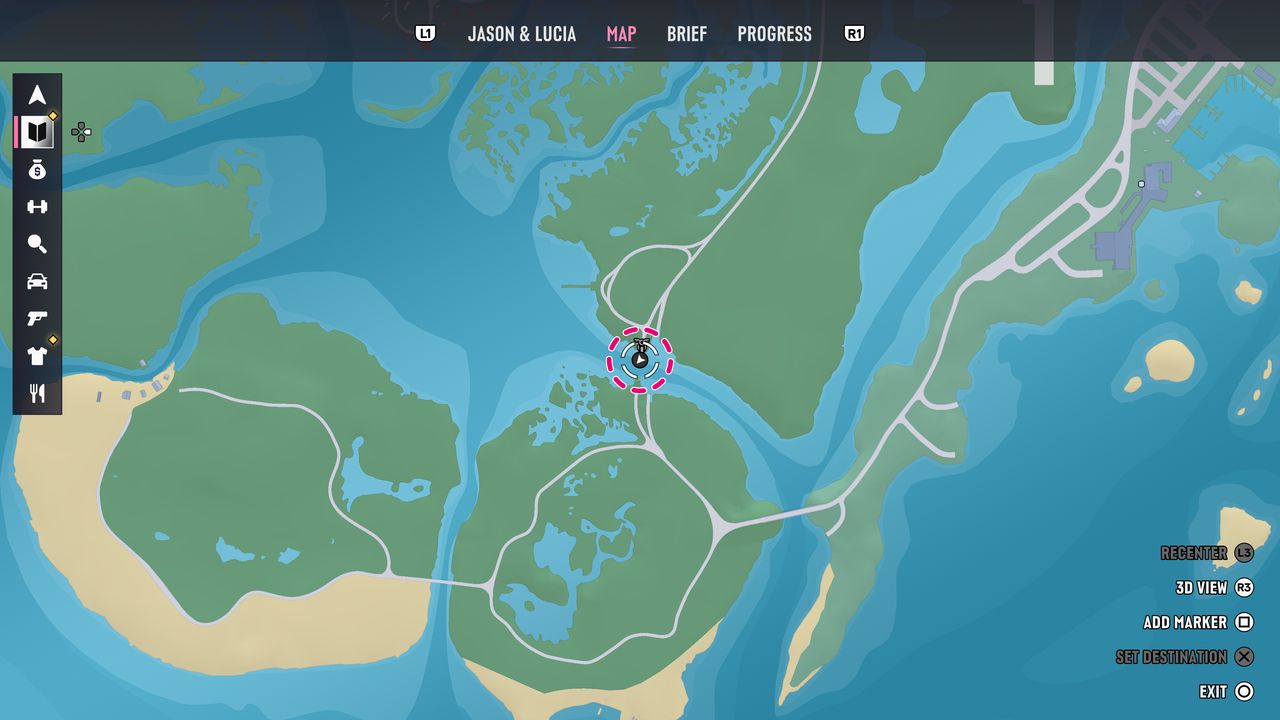 L1 JASON & LUCIA MAP BRIEF PROGRESS R1
$
RECENTER L3
3D VIEW R3
ADD MARKER
SET DESTINATION
EXIT